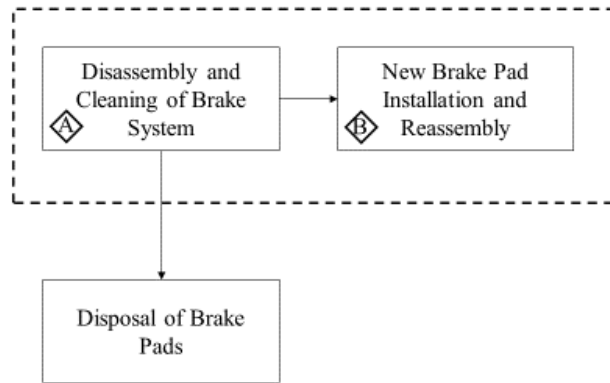 Disassembly and
Cleaning of Brake
System
A
New Brake Pad
Installation and
Reassembly
B
Disposal of Brake
Pads